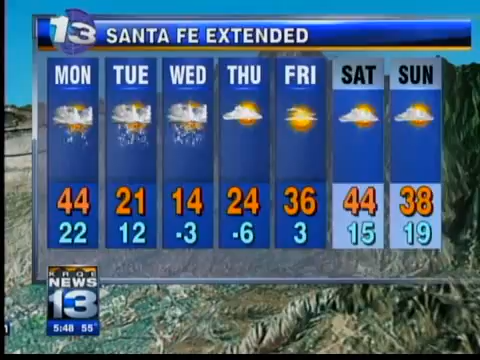 13 SANTA FE EXTENDED
MON TUE WED THU FRI SAT SUN
44 21 14 24 36 44 38
22 12 -3 -6 3 15 19
KRQE
NEWS
13
5:48 55°